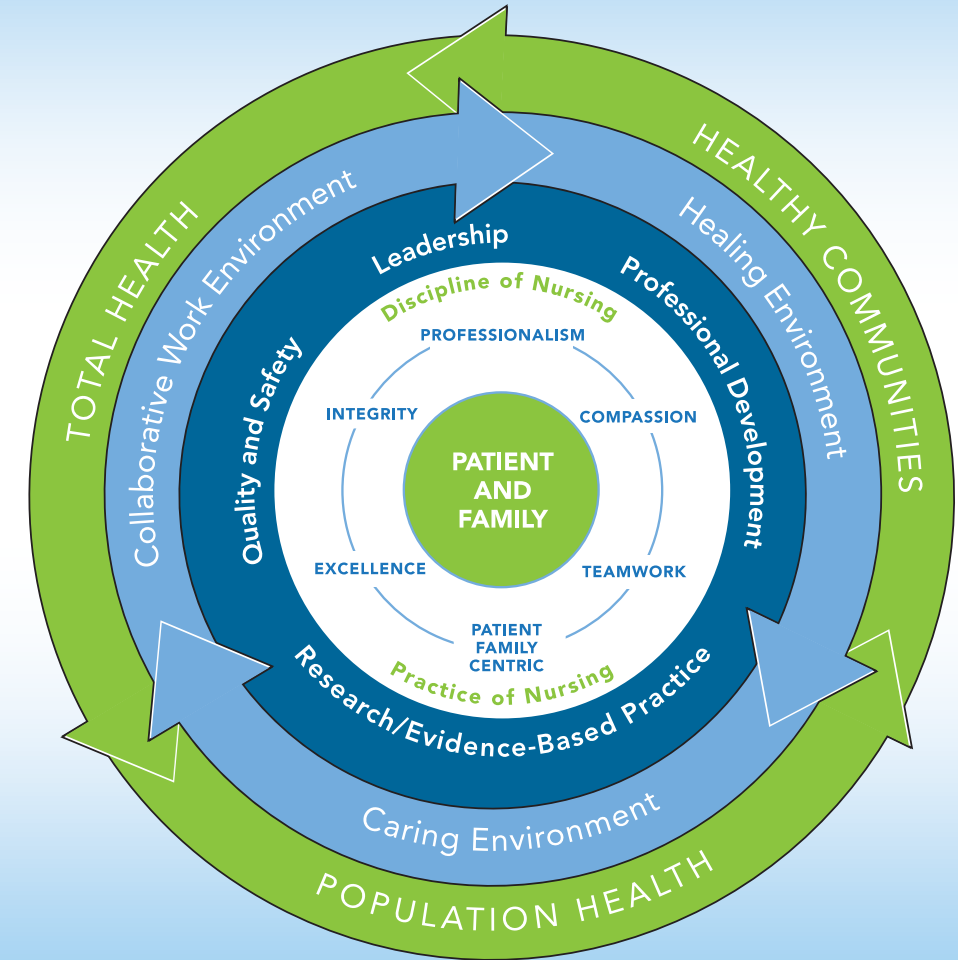 TOTAL HEALTH
HEALTHY COMMUNITIES
POPULATION HEALTH
Collaborative Work Environment
Healing Environment
Caring Environment
Leadership
Professional Development
Quality and Safety
Research/Evidence-Based Practice
Discipline of Nursing
PROFESSIONALISM
INTEGRITY
COMPASSION
PATIENT
AND
FAMILY
EXCELLENCE
TEAMWORK
PATIENT
FAMILY
CENTRIC
Practice of Nursing